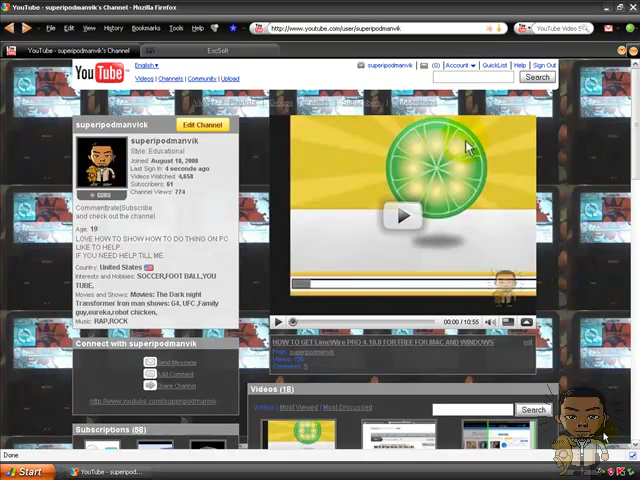 YouTube - superipodmanvik's Channel - Mozilla Firefox
File Edit View History Bookmarks Tools Help
http://www.youtube.com/user/superipodmanvik
YouTube Video S
YouTube - superipodmanvik's Channel
EscSoft
YouTube
English
superipodmanvik (0) Account QuickList Help Sign Out
Videos Channels Community Upload
Search
superipodmanvick
Edit Channel
superipodmanvik
Style: Educational
Joined: August 18, 2008
Last Sign In: 4 seconds ago
Videos Watched: 4,658
Subscribers: 61
Channel Views: 774
GURU
Comment|rate|Subscribe
and check out the channel
Age: 19
LOVE HOW TO SHOW HOW TO DO THING ON PC
LIKE TO HELP
IF YOU NEED HELP TILL ME.
Country: United States
Interests and Hobbies: SOCCER,FOOT BALL,YOU
TUBE,
Movies and Shows: Movies: The Dark night
Transformer Iron man shows: G4, UFC ,Family
guy,eureka,robot chicken,
Music: RAP,ROCK
00:00 / 10:55
HOW TO GET LimeWire PRO 4.18.8 FOR FREE FOR MAC AND WINDOWS
edit
From: superipodmanvik
Views:
Comments: 5
Connect with superipodmanvik
Send Message
Add Comment
Share Channel
http://www.youtube.com/superipodmanvik
Videos (18)
Videos | Most Viewed | Most Discussed
Search
Subscriptions (58)
Done
Start
YouTube - superipod...